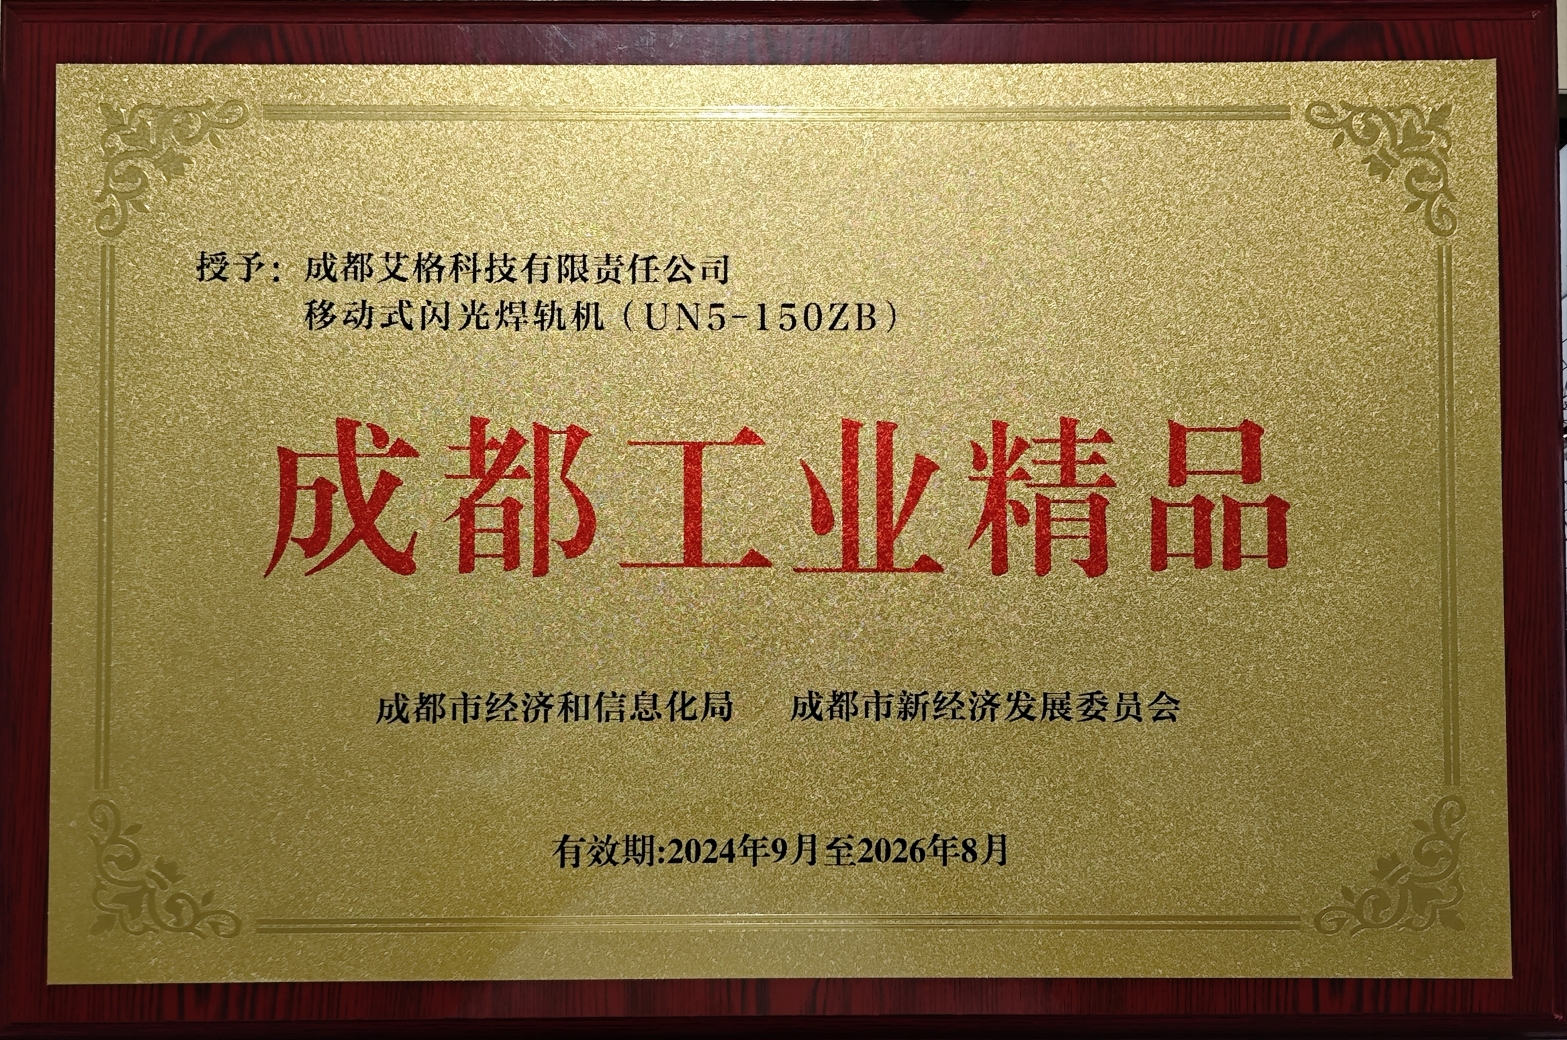 授予：成都艾格科技有限责任公司
移动式闪光焊轨机（UN5-150ZB）
成都工业精品
成都市经济和信息化局 成都市新经济发展委员会
有效期:2024年9月至2026年8月